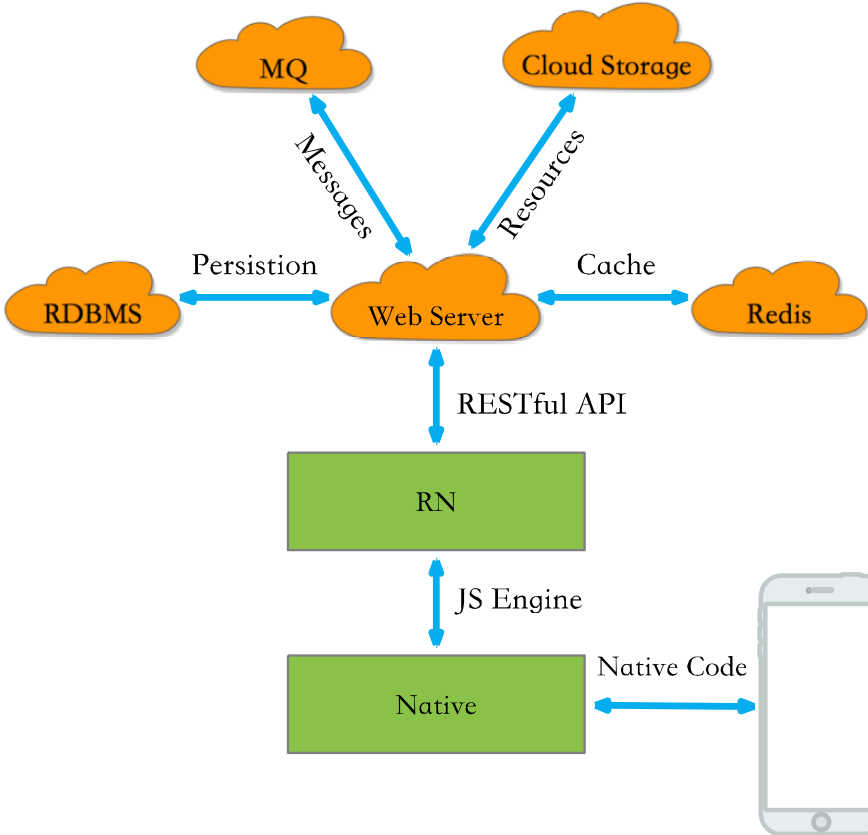 MQ
Cloud Storage
Messages
Resources
Persistion
Cache
RDBMS
Web Server
Redis
RESTful API
RN
JS Engine
Native Code
Native